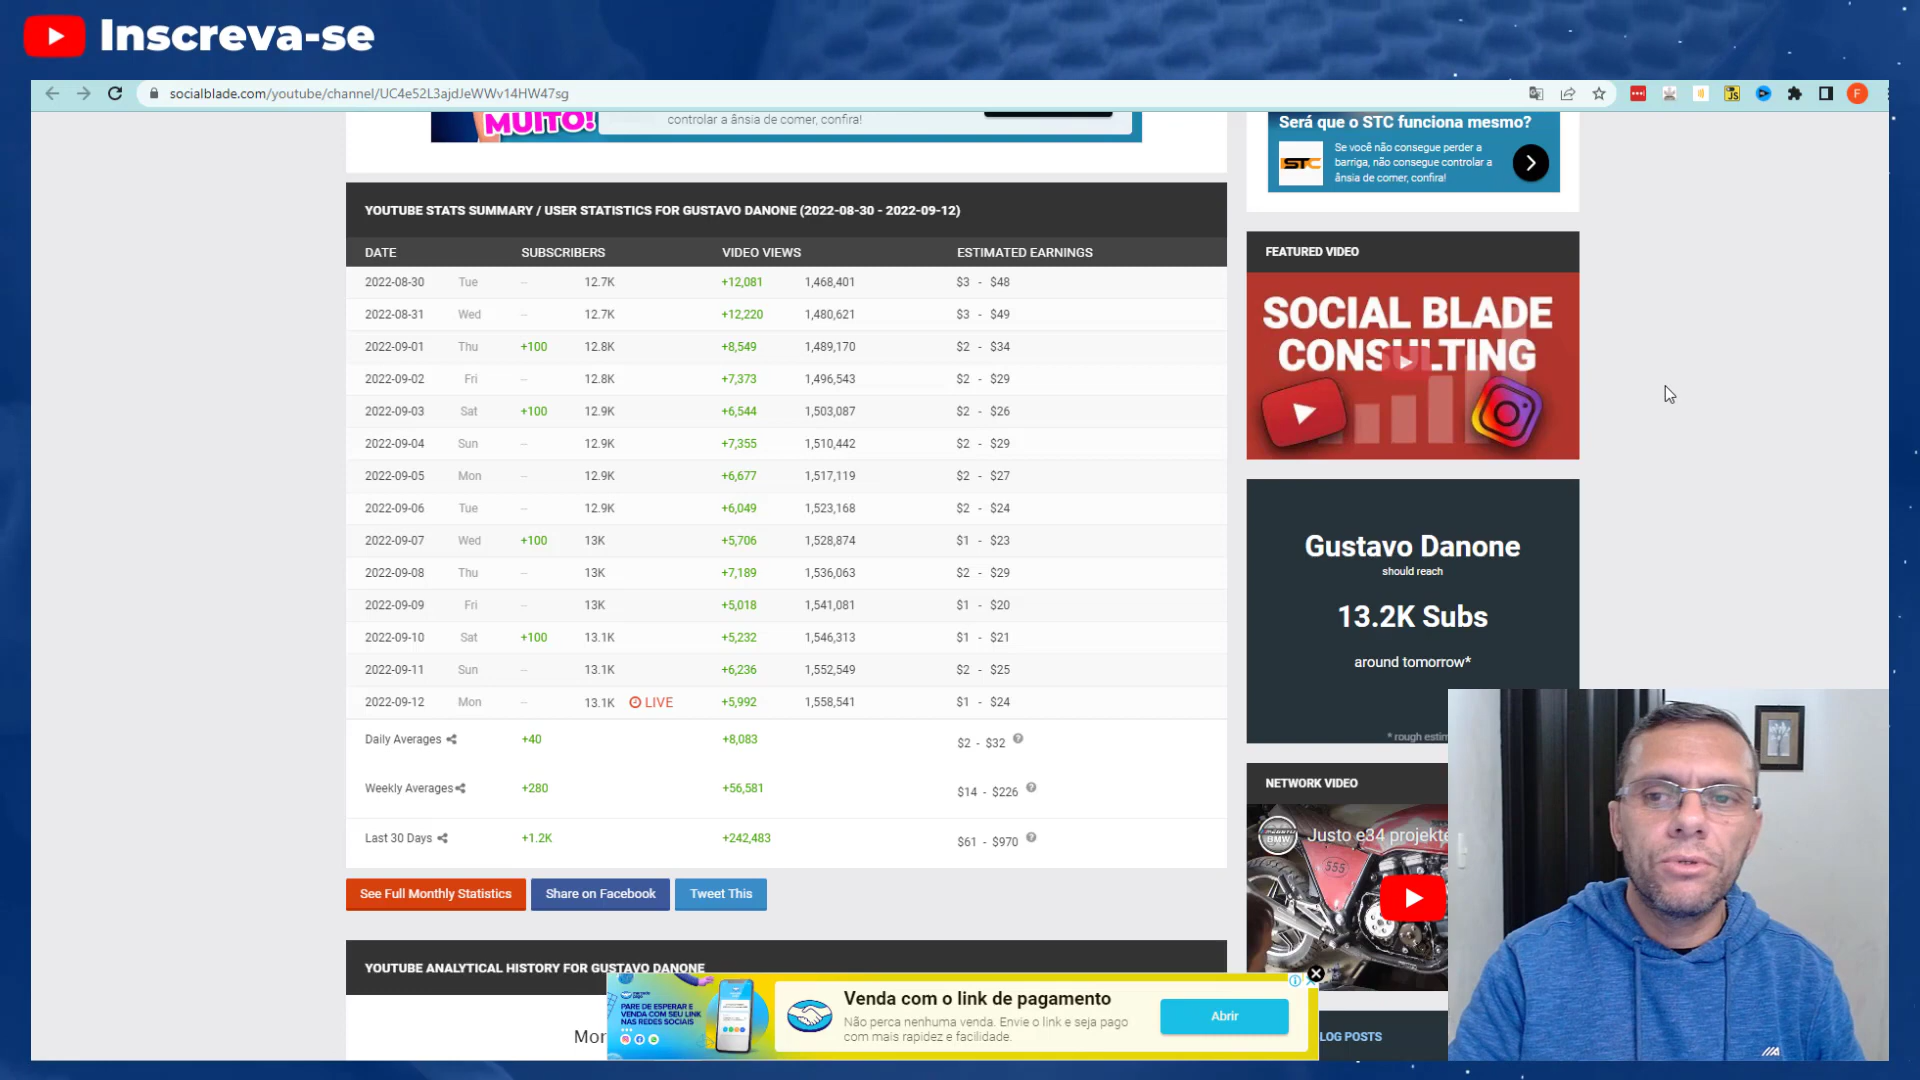 Inscreva-se
socialblade.com/youtube/channel/UC4e52L3ajdJeWWv14HW47sg
MUITO!
controlar a ânsia de comer, confira!
Será que o STC funciona mesmo?
STC
Se você não consegue perder a
barriga, não consegue controlar a
ânsia de comer, confira!
YOUTUBE STATS SUMMARY / USER STATISTICS FOR GUSTAVO DANONE (2022-08-30 - 2022-09-12)
DATE SUBSCRIBERS VIDEO VIEWS ESTIMATED EARNINGS
2022-08-30 Tue -- 12.7K +12,081 1,468,401 $3 - $48
2022-08-31 Wed -- 12.7K +12,220 1,480,621 $3 - $49
2022-09-01 Thu +100 12.8K +8,549 1,489,170 $2 - $34
2022-09-02 Fri -- 12.8K +7,373 1,496,543 $2 - $29
2022-09-03 Sat +100 12.9K +6,544 1,503,087 $2 - $26
2022-09-04 Sun -- 12.9K +7,355 1,510,442 $2 - $29
2022-09-05 Mon -- 12.9K +6,677 1,517,119 $2 - $27
2022-09-06 Tue -- 12.9K +6,049 1,523,168 $2 - $24
2022-09-07 Wed +100 13K +5,706 1,528,874 $1 - $23
2022-09-08 Thu -- 13K +7,189 1,536,063 $2 - $29
2022-09-09 Fri -- 13K +5,018 1,541,081 $1 - $20
2022-09-10 Sat +100 13.1K +5,232 1,546,313 $1 - $21
2022-09-11 Sun -- 13.1K +6,236 1,552,549 $2 - $25
2022-09-12 Mon -- 13.1K LIVE +5,992 1,558,541 $1 - $24
Daily Averages +40 +8,083 $2 - $32
Weekly Averages +280 +56,581 $14 - $226
Last 30 Days +1.2K +242,483 $61 - $970
See Full Monthly Statistics Share on Facebook Tweet This
YOUTUBE ANALYTICAL HISTORY FOR GUSTAVO DANONE
Mor
FEATURED VIDEO
SOCIAL BLADE
CONSULTING
Gustavo Danone
should reach
13.2K Subs
around tomorrow*
* rough estim
NETWORK VIDEO
Justo e34 projekt
BMW
555
LOG POSTS
PARE DE ESPERAR E
VENDA COM SEU LINK
NAS REDES SOCIAIS
Venda com o link de pagamento
Não perca nenhuma venda. Envie o link e seja pago
com mais rapidez e facilidade.
Abrir
F
JS